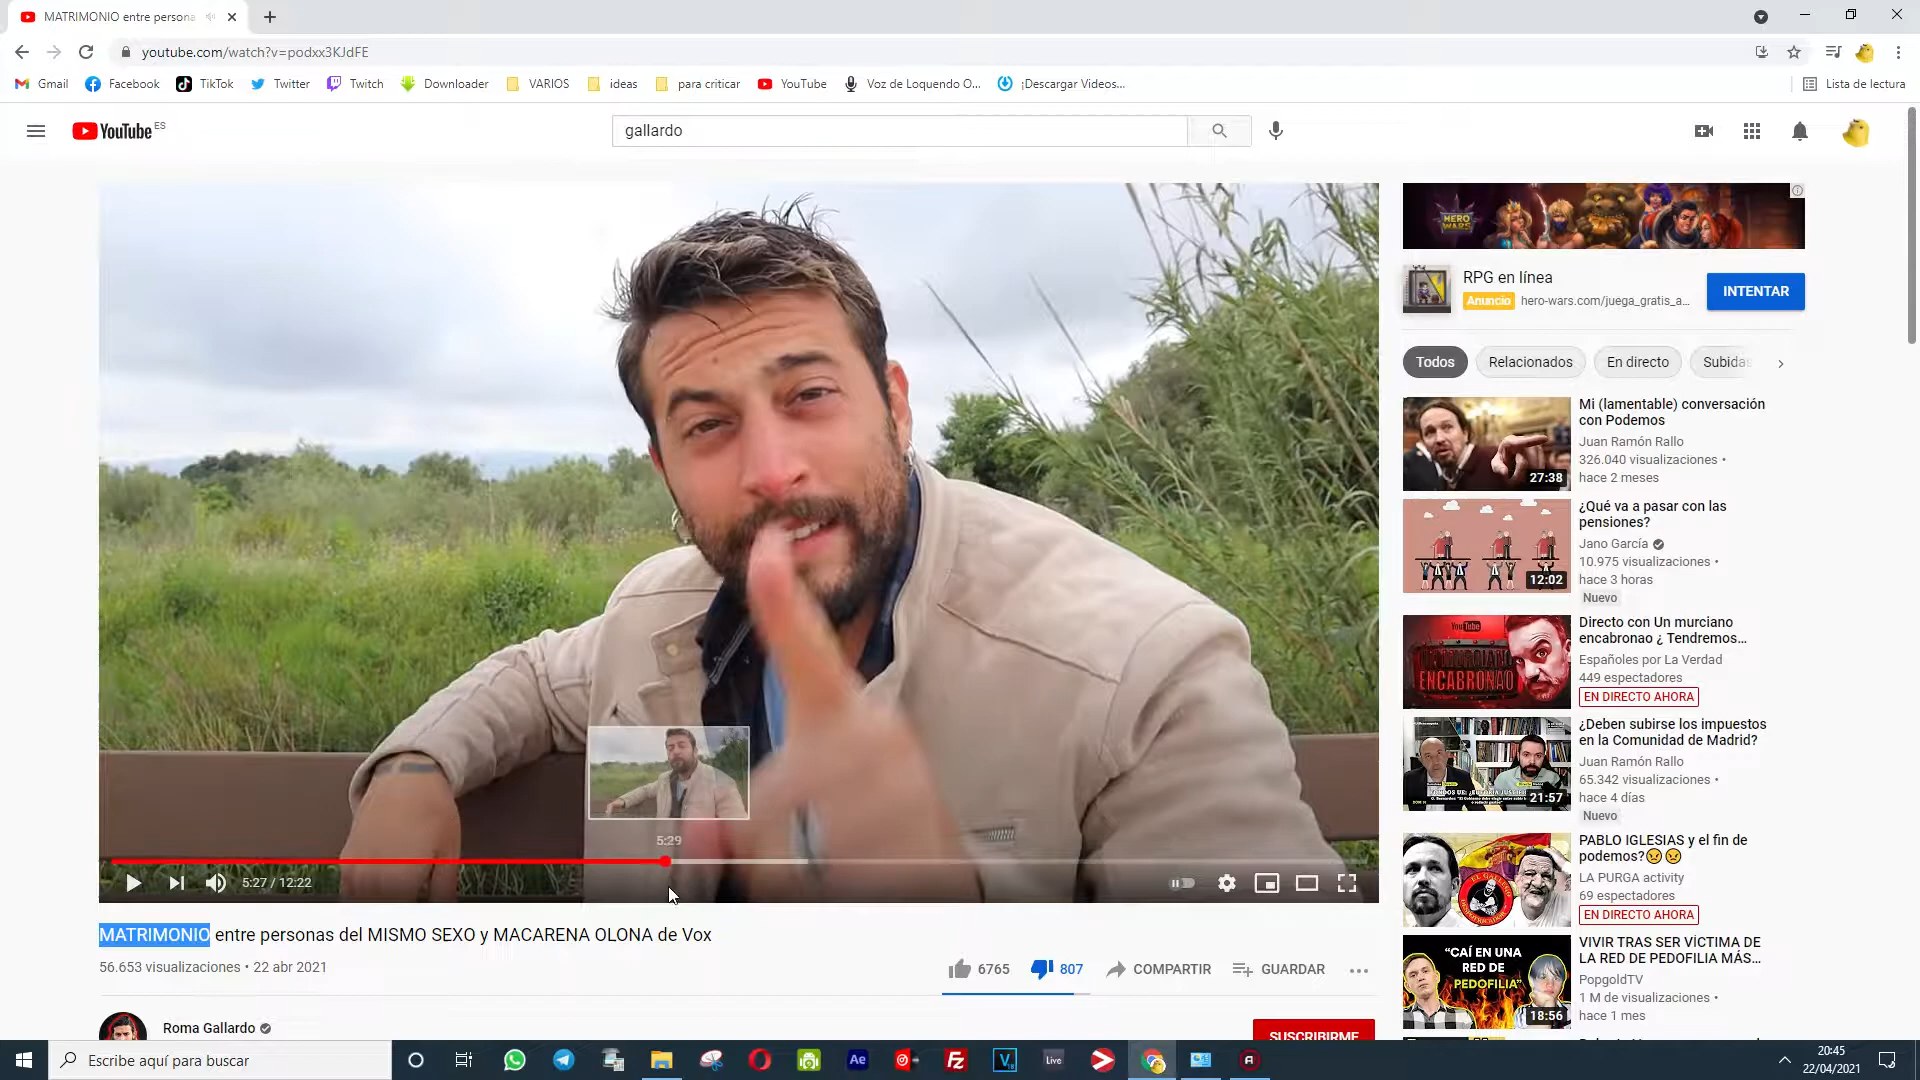 MATRIMONIO entre persona
youtube.com/watch?v=podxx3KJdFE
Gmail
Facebook
TikTok
Twitter
Twitch
Downloader
VARIOS
ideas
para criticar
YouTube
Voz de Loquendo O...
¡Descargar Videos...
Lista de lectura
YouTube ES
gallardo
HERO WARS
RPG en línea
Anuncio hero-wars.com/juega_gratis_a...
INTENTAR
Todos
Relacionados
En directo
Subidas
Mi (lamentable) conversación
con Podemos
Juan Ramón Rallo
326.040 visualizaciones •
hace 2 meses
27:38
¿Qué va a pasar con las
pensiones?
Jano García
10.975 visualizaciones •
hace 3 horas
Nuevo
12:02
YouTube
UN MURCIANO
ENCABRONAO
Directo con Un murciano
encabronao ¿ Tendremos...
Españoles por La Verdad
449 espectadores
EN DIRECTO AHORA
¿Deben subirse los impuestos
en la Comunidad de Madrid?
Juan Ramón Rallo
65.342 visualizaciones •
hace 4 días
Nuevo
21:57
PABLO IGLESIAS y el fin de
podemos?😠😠
LA PURGA activity
69 espectadores
EN DIRECTO AHORA
"CAÍ EN UNA
RED DE
PEDOFILIA"
18:56
VIVIR TRAS SER VÍCTIMA DE
LA RED DE PEDOFILIA MÁS...
PopgoldTV
1 M de visualizaciones •
hace 1 mes
5:29
5:27 / 12:22
MATRIMONIO entre personas del MISMO SEXO y MACARENA OLONA de Vox
56.653 visualizaciones • 22 abr 2021
6765
807
COMPARTIR
GUARDAR
Roma Gallardo
SUSCRIBIRME
Escribe aquí para buscar
Ae
Fz
V
18
Live
20:45
22/04/2021